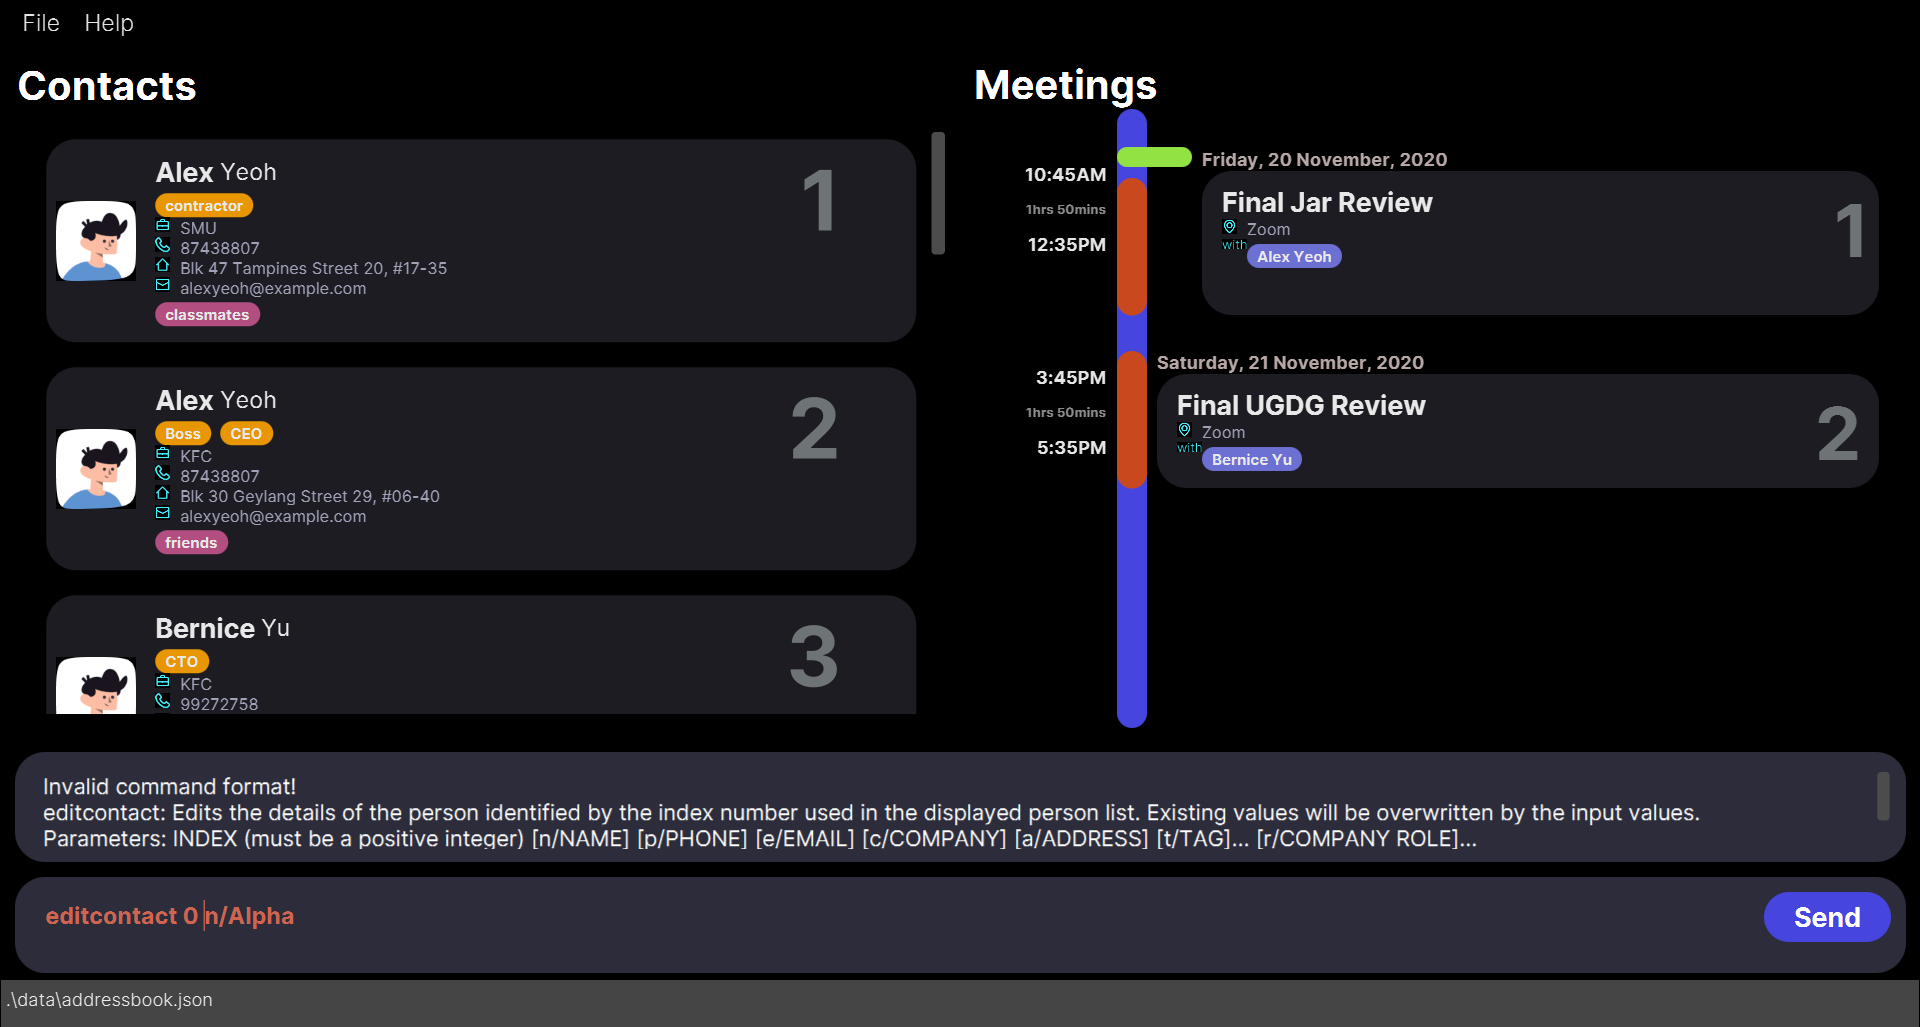 File Help
Contacts
Alex Yeoh
1
contractor
SMU
87438807
Blk 47 Tampines Street 20, #17-35
alexyeoh@example.com
classmates
Alex Yeoh
2
Boss CEO
KFC
87438807
Blk 30 Geylang Street 29, #06-40
alexyeoh@example.com
friends
Bernice Yu
3
CTO
KFC
99272758
Meetings
Friday, 20 November, 2020
10:45AM
1hrs 50mins
12:35PM
Final Jar Review
1
Zoom
with
Alex Yeoh
Saturday, 21 November, 2020
3:45PM
1hrs 50mins
5:35PM
Final UGDG Review
2
Zoom
with
Bernice Yu
Invalid command format!
editcontact: Edits the details of the person identified by the index number used in the displayed person list. Existing values will be overwritten by the input values.
Parameters: INDEX (must be a positive integer) [n/NAME] [p/PHONE] [e/EMAIL] [c/COMPANY] [a/ADDRESS] [t/TAG]... [r/COMPANY ROLE]...
editcontact 0 n/Alpha
Send
.\data\addressbook.json